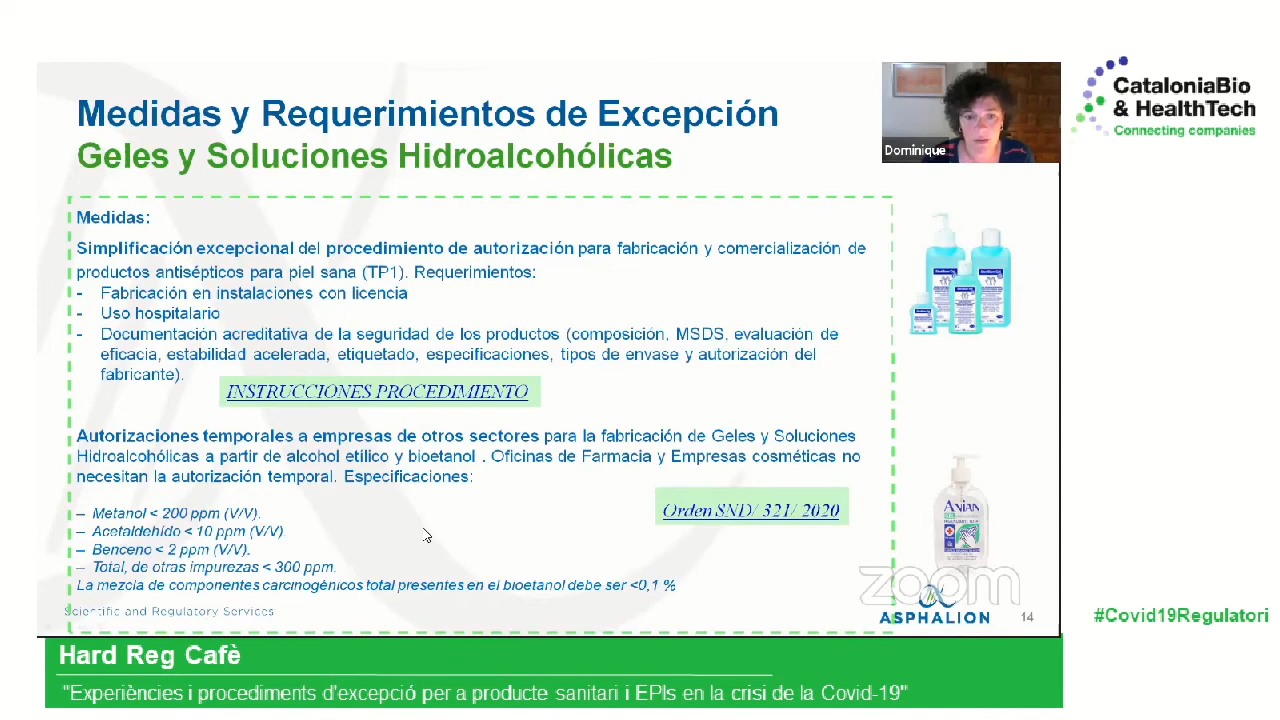 Medidas y Requerimientos de Excepción
Geles y Soluciones Hidroalcohólicas
Dominique
CataloniaBio
& HealthTech
Connecting companies
Medidas:
Simplificación excepcional del procedimiento de autorización para fabricación y comercialización de
productos antisépticos para piel sana (TP1). Requerimientos:
- Fabricación en instalaciones con licencia
- Uso hospitalario
- Documentación acreditativa de la seguridad de los productos (composición, MSDS, evaluación de
eficacia, estabilidad acelerada, etiquetado, especificaciones, tipos de envase y autorización del
fabricante).
INSTRUCCIONES PROCEDIMIENTO
Autorizaciones temporales a empresas de otros sectores para la fabricación de Geles y Soluciones
Hidroalcohólicas a partir de alcohol etílico y bioetanol . Oficinas de Farmacia y Empresas cosméticas no
necesitan la autorización temporal. Especificaciones:
Orden SND/ 321/ 2020
– Metanol < 200 ppm (V/V).
– Acetaldehído < 10 ppm (V/V).
– Benceno < 2 ppm (V/V).
– Total, de otras impurezas < 300 ppm.
La mezcla de componentes carcinogénicos total presentes en el bioetanol debe ser <0,1 %
ANIAN
zoom
Scientific and Regulatory Services
ASPHALION
14
#Covid19Regulatori
Hard Reg Cafè
"Experiències i procediments d'excepció per a producte sanitari i EPIs en la crisi de la Covid-19"